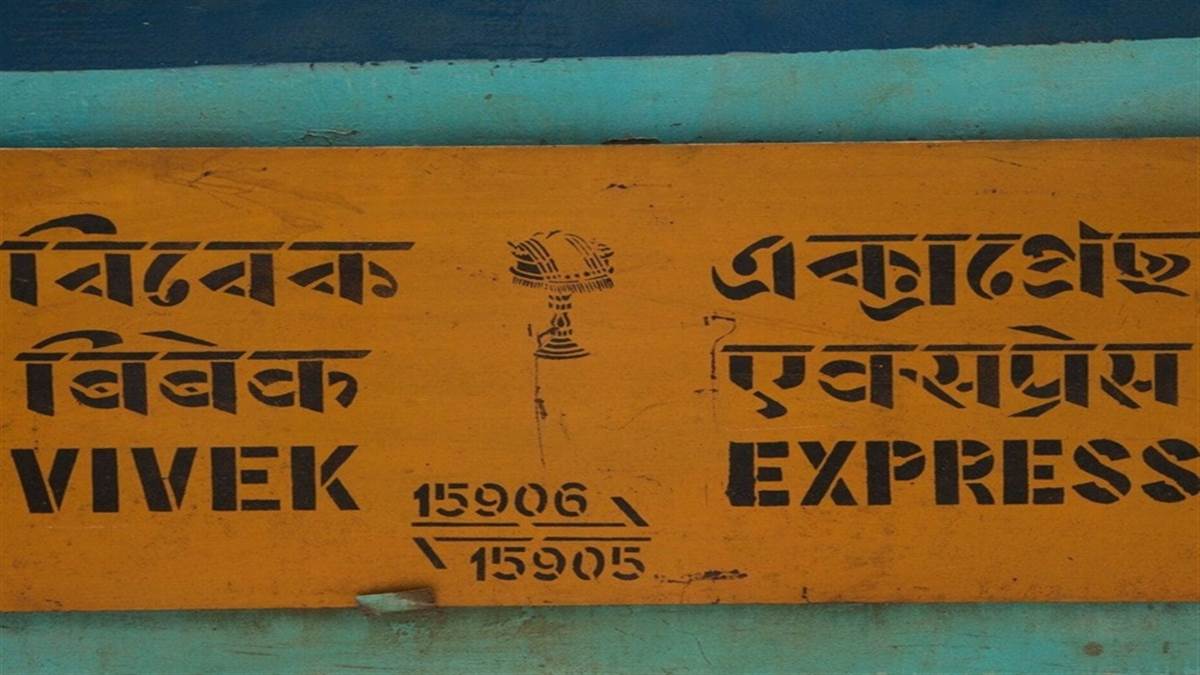 বিবেক এক্সপ্ৰেছ
बिबेक एक्सप्रेस
VIVEK EXPRESS
15906
15905